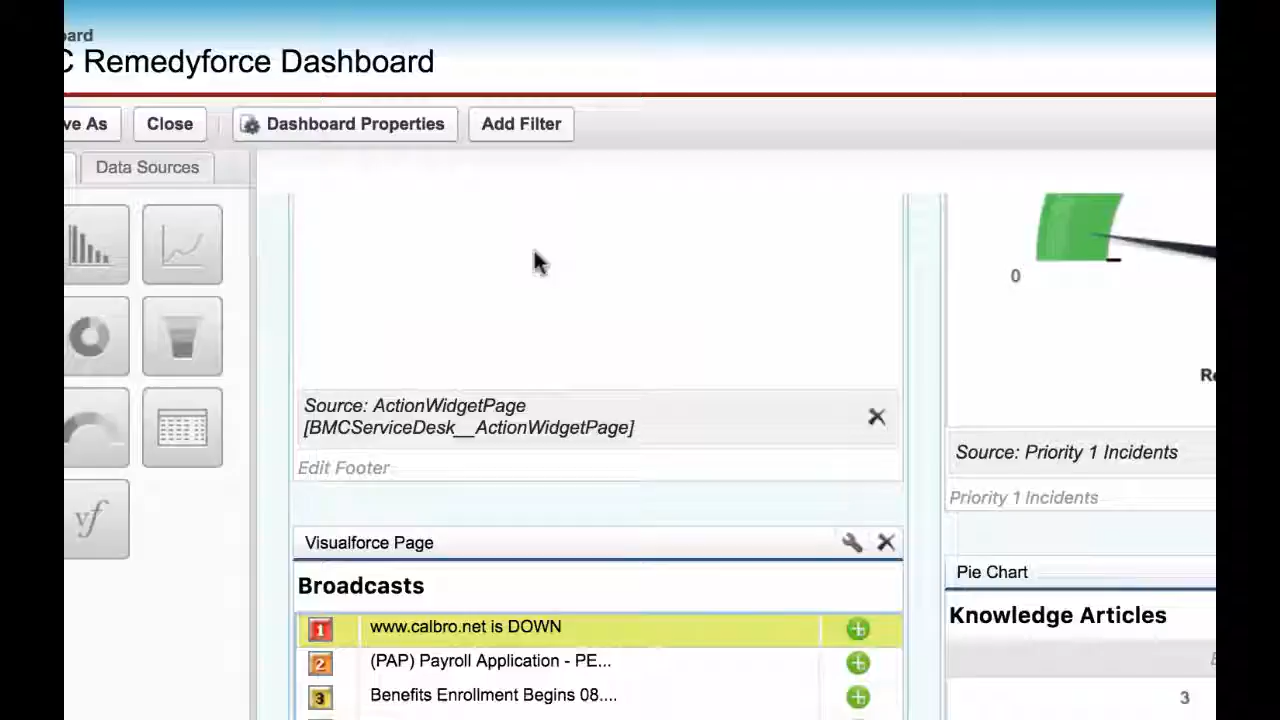 ard
C Remedyforce Dashboard
ve As
Close
Dashboard Properties
Add Filter
Data Sources
0
Source: ActionWidgetPage
[BMCServiceDesk__ActionWidgetPage]
Edit Footer
vf
Source: Priority 1 Incidents
Priority 1 Incidents
Visualforce Page
Broadcasts
1 www.calbro.net is DOWN
2 (PAP) Payroll Application - PE...
3 Benefits Enrollment Begins 08....
Pie Chart
Knowledge Articles
3